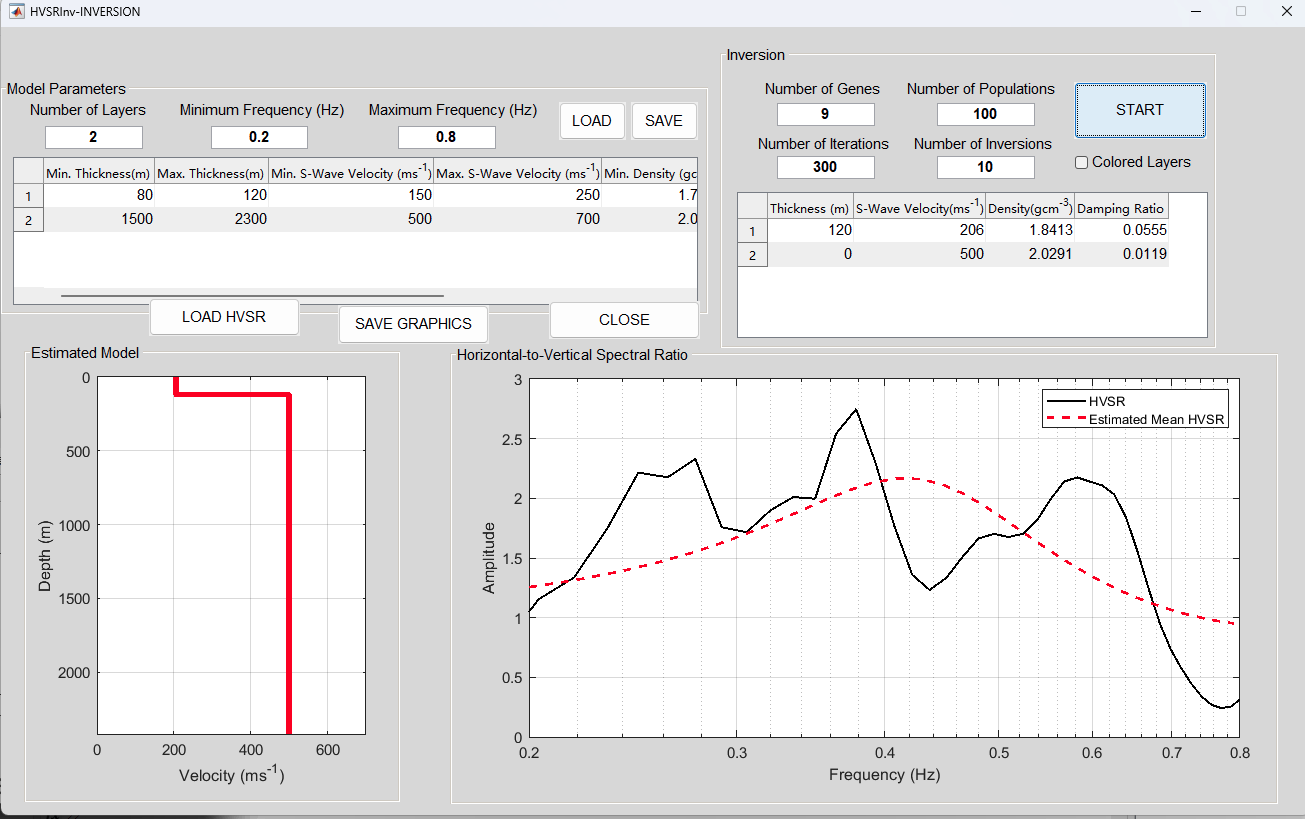 HVSRInv-INVERSION
Model Parameters
Number of Layers Minimum Frequency (Hz) Maximum Frequency (Hz)
2 0.2 0.8
LOAD SAVE
Min. Thickness(m) Max. Thickness(m) Min. S-Wave Velocity (ms-1) Max. S-Wave Velocity (ms-1) Min. Density (gc
1 80 120 150 250 1.7
2 1500 2300 500 700 2.0
LOAD HVSR SAVE GRAPHICS CLOSE
Inversion
Number of Genes Number of Populations
9 100
Number of Iterations Number of Inversions
300 10
START
Colored Layers
Thickness (m) S-Wave Velocity(ms-1) Density(gcm-3) Damping Ratio
1 120 206 1.8413 0.0555
2 0 500 2.0291 0.0119
Estimated Model
0
500
1000
1500
2000
Depth (m)
0 200 400 600
Velocity (ms-1)
Horizontal-to-Vertical Spectral Ratio
HVSR
Estimated Mean HVSR
3
2.5
2
1.5
1
0.5
0
Amplitude
0.2 0.3 0.4 0.5 0.6 0.7 0.8
Frequency (Hz)